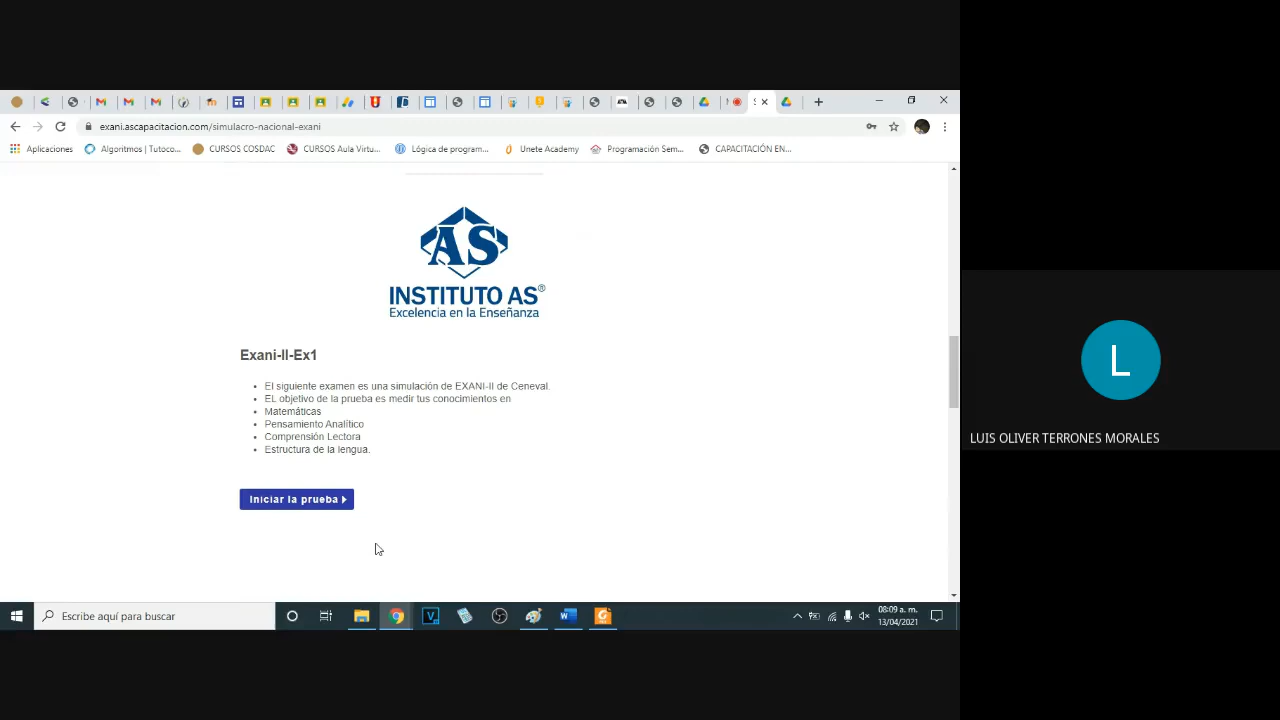 exani.ascapacitacion.com/simulacro-nacional-exani
Aplicaciones
Algoritmos | Tutoco...
CURSOS COSDAC
CURSOS Aula Virtu...
Lógica de program...
Unete Academy
Programación Sem...
CAPACITACIÓN EN...
AS
INSTITUTO AS®
Excelencia en la Enseñanza
Exani-II-Ex1
El siguiente examen es una simulación de EXANI-II de Ceneval.
EL objetivo de la prueba es medir tus conocimientos en
Matemáticas
Pensamiento Analítico
Comprensión Lectora
Estructura de la lengua.
Iniciar la prueba
L
LUIS OLIVER TERRONES MORALES
Escribe aquí para buscar
08:09 a. m.
13/04/2021